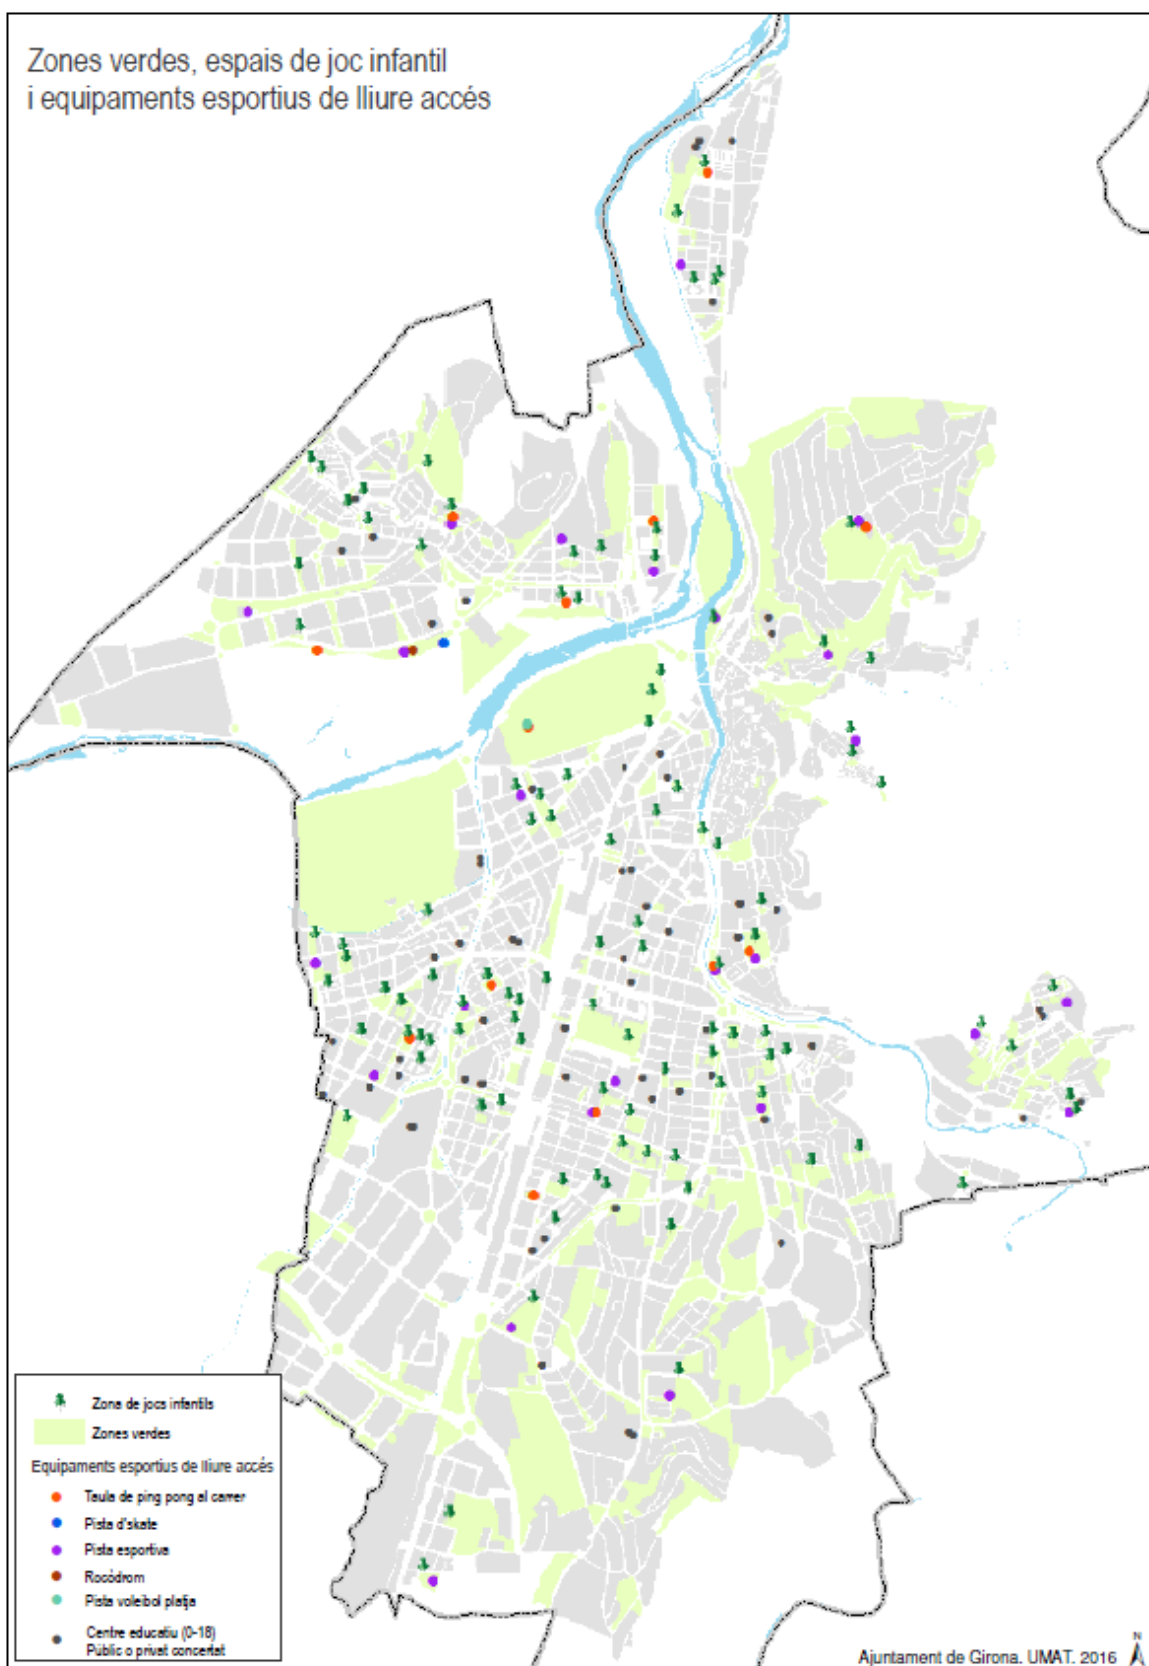 Zones verdes, espais de joc infantil
i equipaments esportius de lliure accés
Zona de jocs infantils
Zones verdes
Equipaments esportius de lliure accés
Taula de ping pong al carrer
Pista d'skate
Pista esportiva
Rocòdrom
Pista voleibol platja
Centre educatiu (0-18)
Públic o privat concertat
N
Ajuntament de Girona. UMAT. 2016